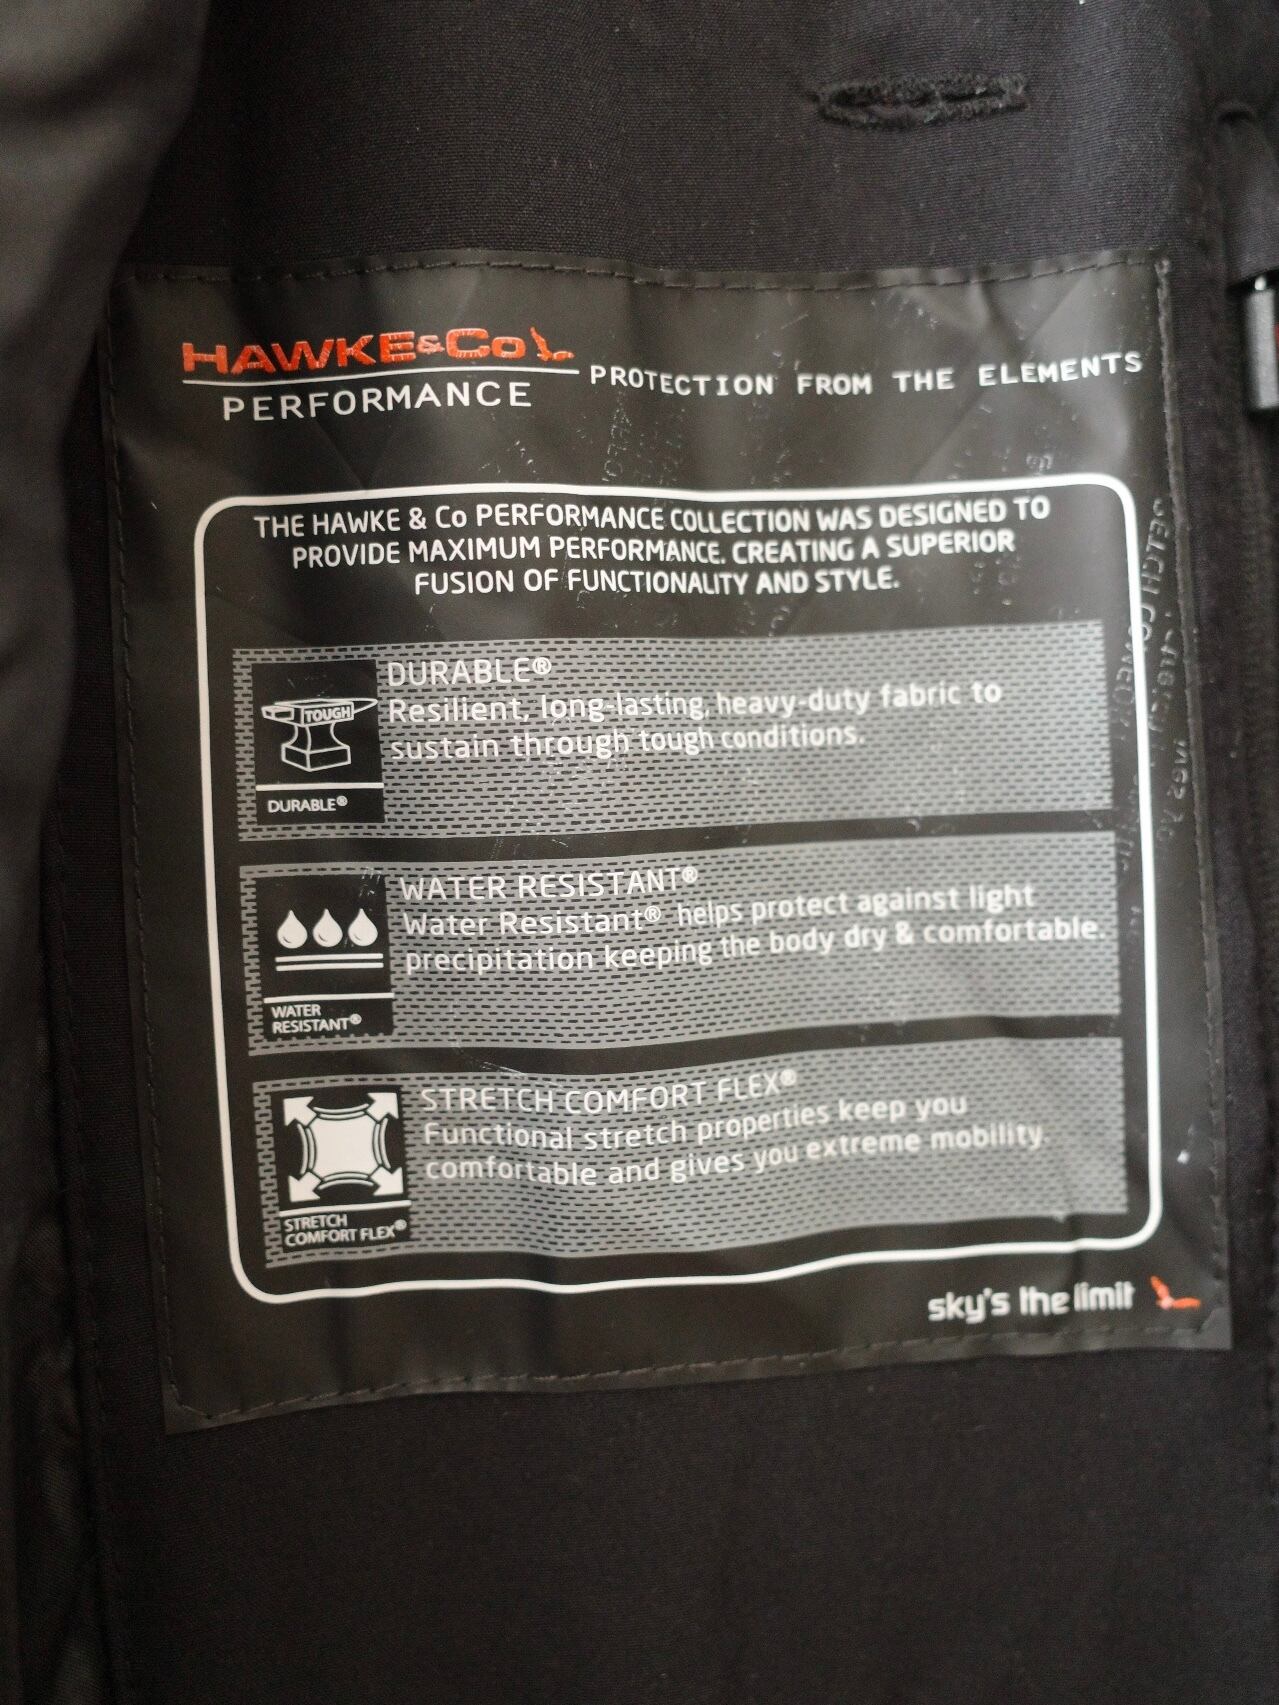 HAWKE&Co
PERFORMANCE
PROTECTION FROM THE ELEMENTS
THE HAWKE & Co PERFORMANCE COLLECTION WAS DESIGNED TO
PROVIDE MAXIMUM PERFORMANCE. CREATING A SUPERIOR
FUSION OF FUNCTIONALITY AND STYLE.
TOUGH
DURABLE®
DURABLE®
Resilient, long-lasting, heavy-duty fabric to
sustain through tough conditions.
WATER
RESISTANT®
WATER RESISTANT®
Water Resistant® helps protect against light
precipitation keeping the body dry & comfortable.
STRETCH
COMFORT FLEX®
STRETCH COMFORT FLEX®
Functional stretch properties keep you
comfortable and gives you extreme mobility.
sky's the limit